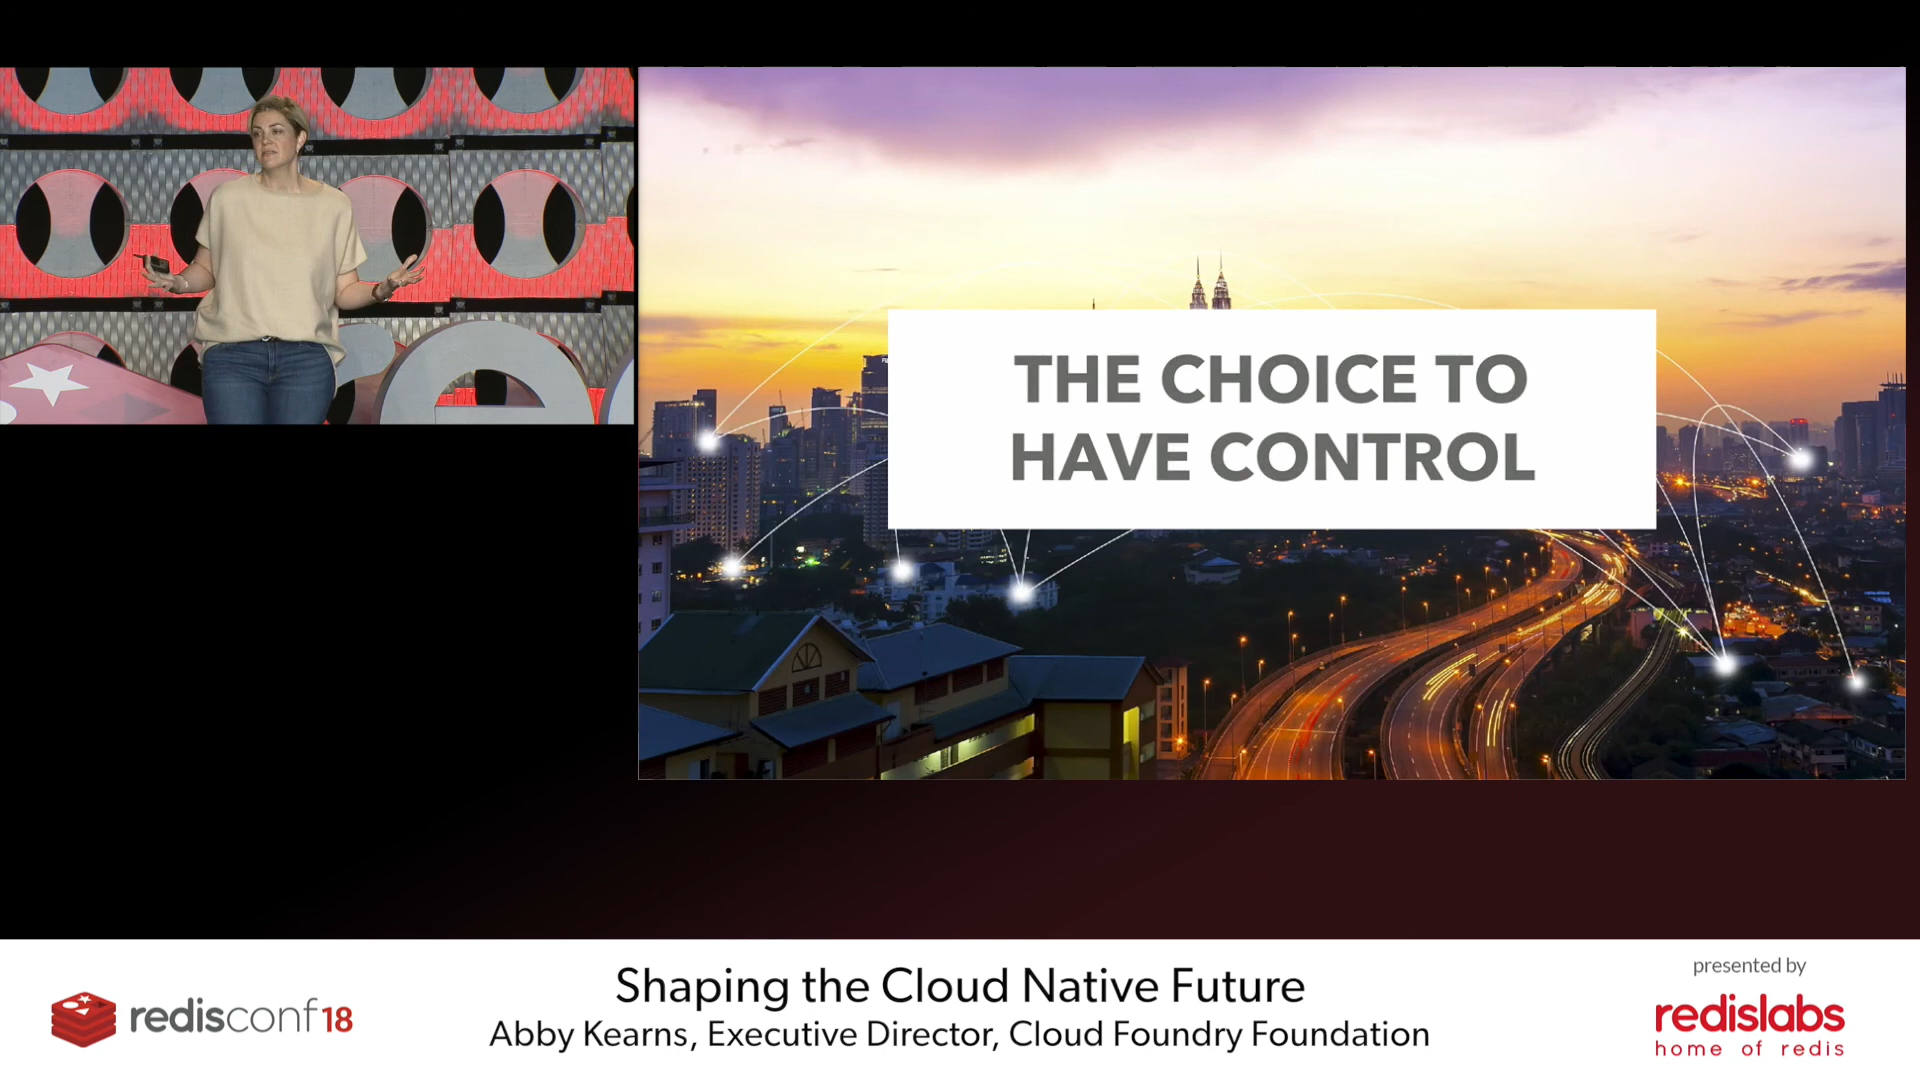 THE CHOICE TO
HAVE CONTROL
redisconf18
Shaping the Cloud Native Future
Abby Kearns, Executive Director, Cloud Foundry Foundation
presented by
redislabs
home of redis